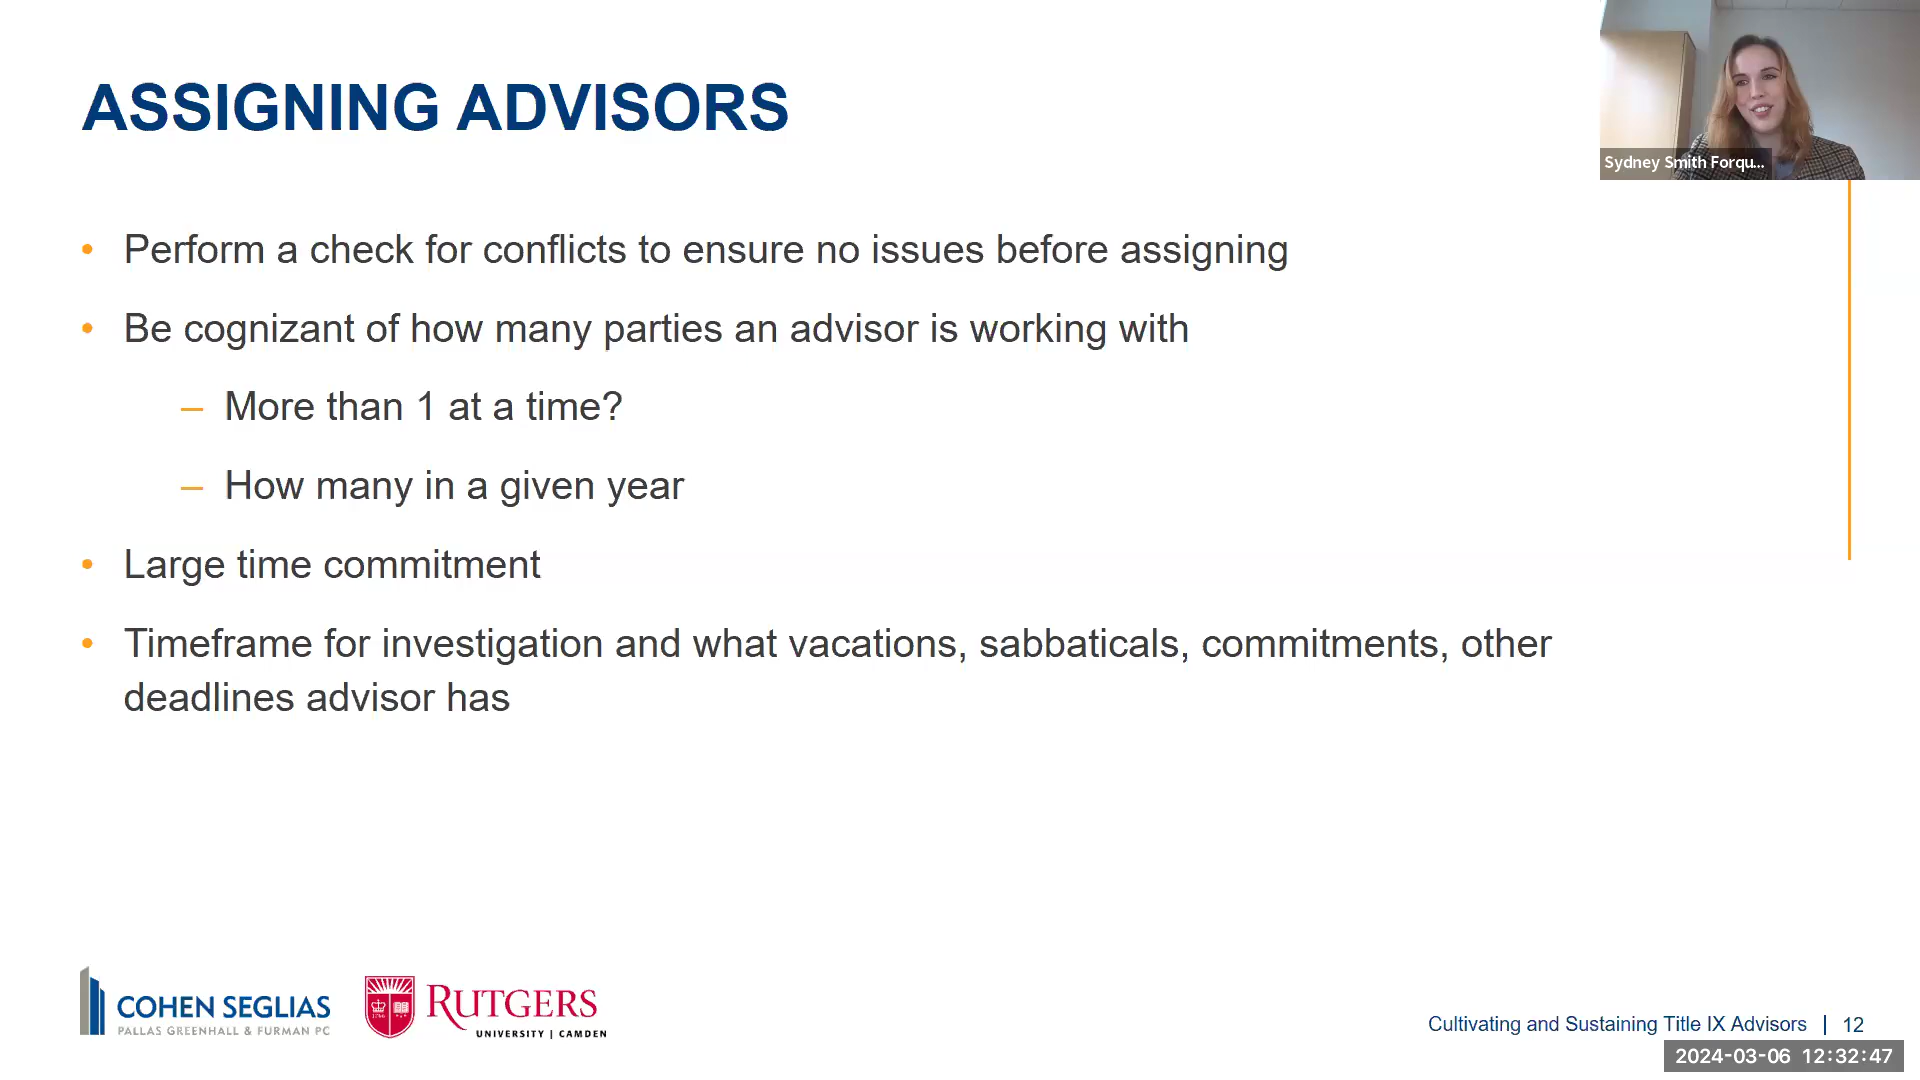 ASSIGNING ADVISORS
Sydney Smith Forqu...
• Perform a check for conflicts to ensure no issues before assigning
• Be cognizant of how many parties an advisor is working with
– More than 1 at a time?
– How many in a given year
• Large time commitment
• Timeframe for investigation and what vacations, sabbaticals, commitments, other
deadlines advisor has
COHEN SEGLIAS
PALLAS GREENHALL & FURMAN PC
1766
RUTGERS
UNIVERSITY | CAMDEN
Cultivating and Sustaining Title IX Advisors | 12
2024-03-06 12:32:47